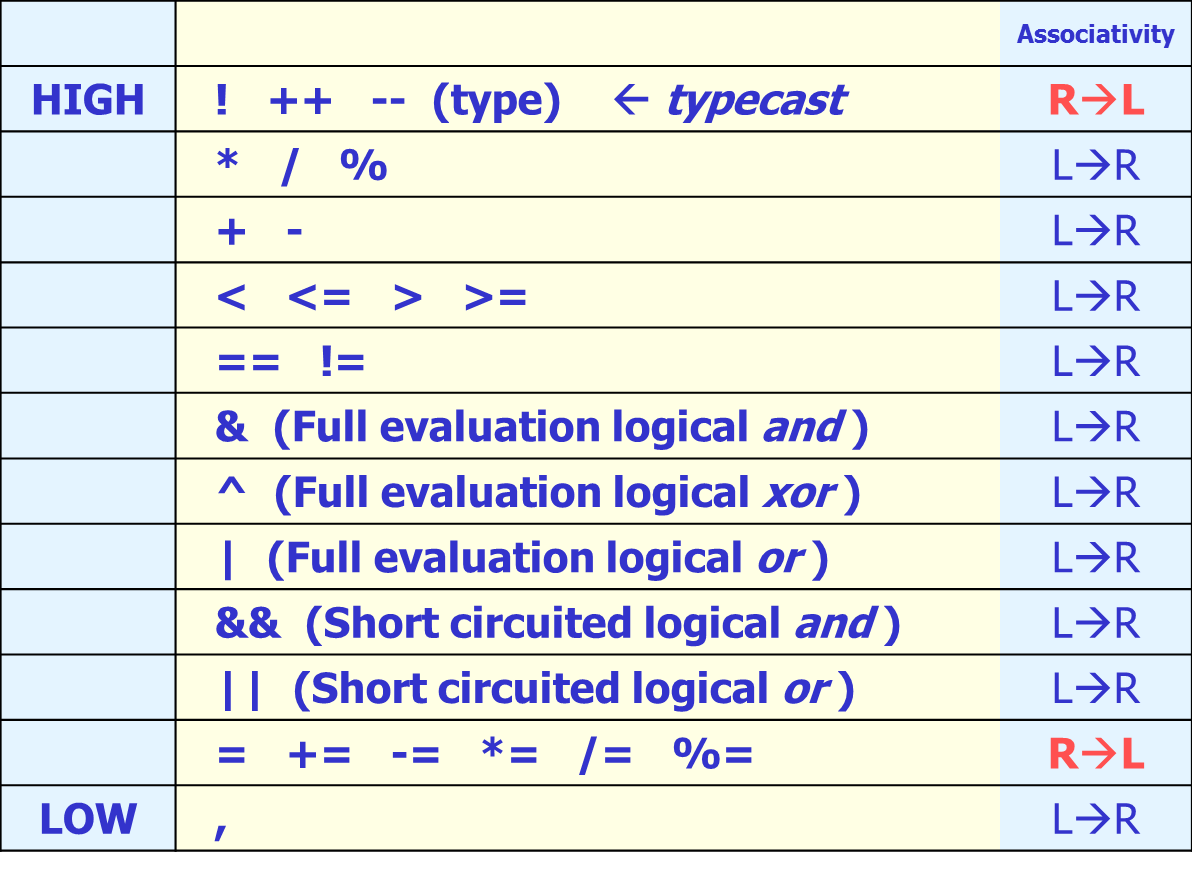 Associativity
HIGH ! ++ -- (type) ← typecast R→L
* / % L→R
+ - L→R
< <= > >= L→R
== != L→R
& (Full evaluation logical and ) L→R
^ (Full evaluation logical xor ) L→R
| (Full evaluation logical or ) L→R
&& (Short circuited logical and ) L→R
|| (Short circuited logical or ) L→R
= += -= *= /= %= R→L
LOW , L→R